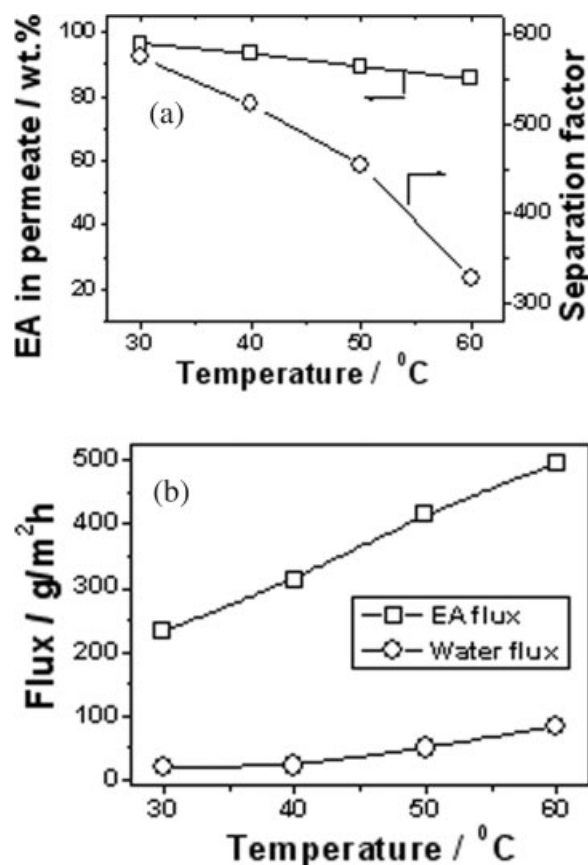 EA in permeate / wt.%
100
80
60
40
20
(a)
600
500
400
300
Separation factor
30 40 50 60
Temperature / ⁰C
Flux / g/m²h
500
400
300
200
100
0
(b)
EA flux
Water flux
30 40 50 60
Temperature / ⁰C